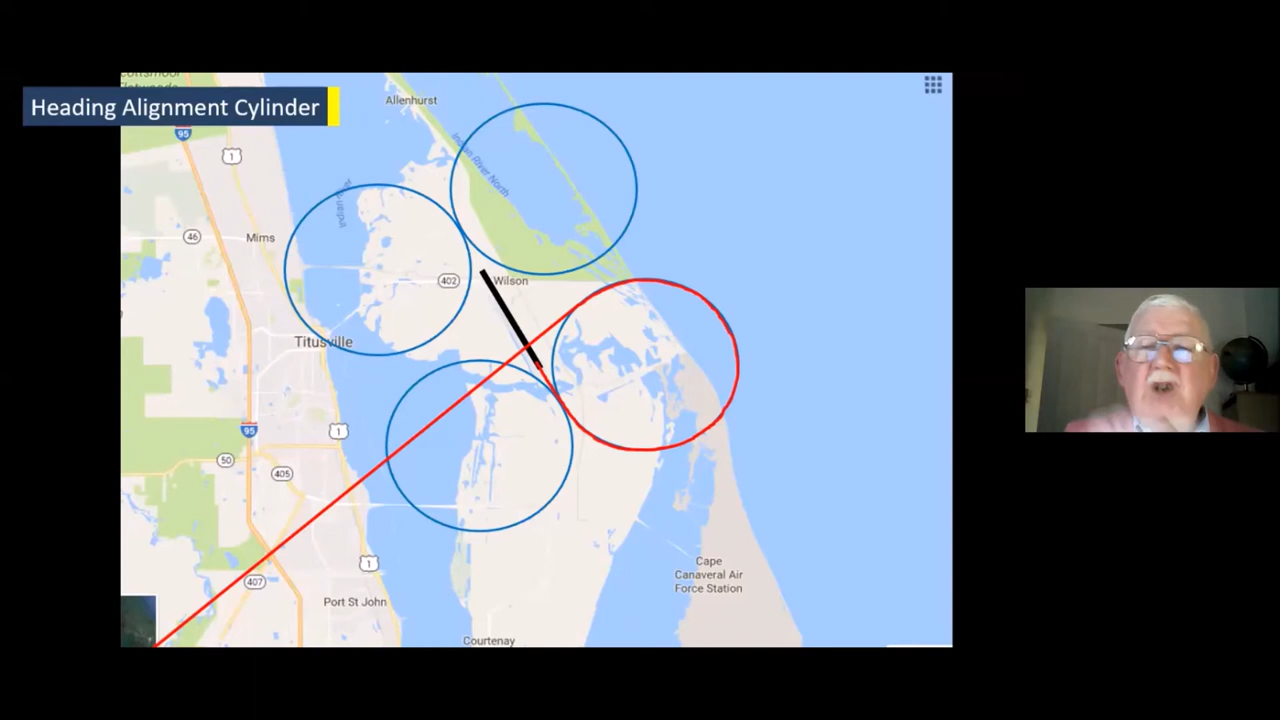 Heading Alignment Cylinder
Allenhurst
95
1
Indian River North
46
Mims
402
Wilson
Titusville
95
1
50
405
Cape
Canaveral Air
Force Station
407
1
Port St John
Courtenay